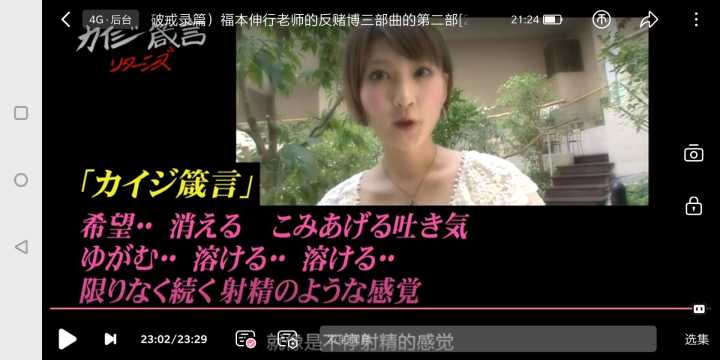 4G·后台 破戒录篇）福本伸行老师的反赌博三部曲的第二部[2 21:24
カイジ箴言
リターンズ
「カイジ箴言」
希望‥ 消える こみあげる吐き気
ゆがむ‥ 溶ける‥ 溶ける‥
限りなく続く射精のような感覚
23:02/23:29 就像是不停射精的感觉 选集